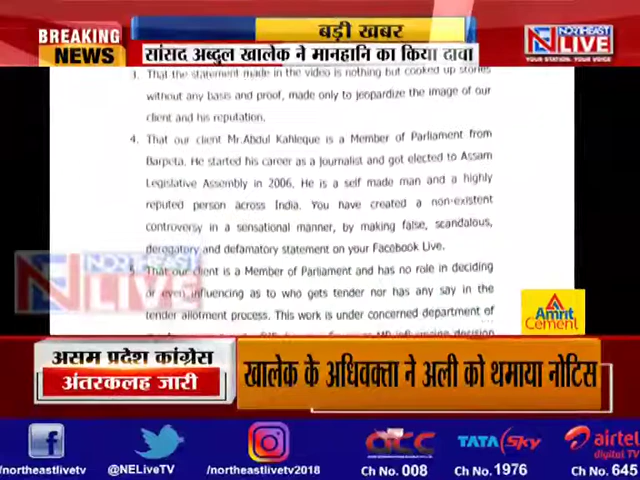 BREAKING
NEWS
बड़ी खबर
सांसद अब्दुल खालेक ने मानहानि का किया दावा
NORTHEAST
LIVE
YOUR STATION, YOUR VOICE
3. That the statement made in the video is nothing but cooked up stories
without any basis and proof, made only to jeopardize the image of our
client and his reputation.
4. That our client Mr.Abdul Kahleque is a Member of Parliament from
Barpeta. He started his career as a journalist and got elected to Assam
Legislative Assembly in 2006. He is a self made man and a highly
reputed person across India. You have created a non-existent
controversy in a sensational manner, by making false, scandalous,
derogatory and defamatory statement on your Facebook Live.
5. That our client is a Member of Parliament and has no role in deciding
or even influencing as to who gets tender nor has any say in the
tender allotment process. This work is under concerned department of
NORTHEAST
LIVE
Amrit
Cement
असम प्रदेश कांग्रेस
अंतरकलह जारी
खालेक के अधिवक्ता ने अली को थमाया नोटिस
/northeastlivetv
@NELiveTV
/northeastlivetv2018
Ch No. 008
TATA Sky
Ch No. 1976
airtel
digital TV
Ch No. 645